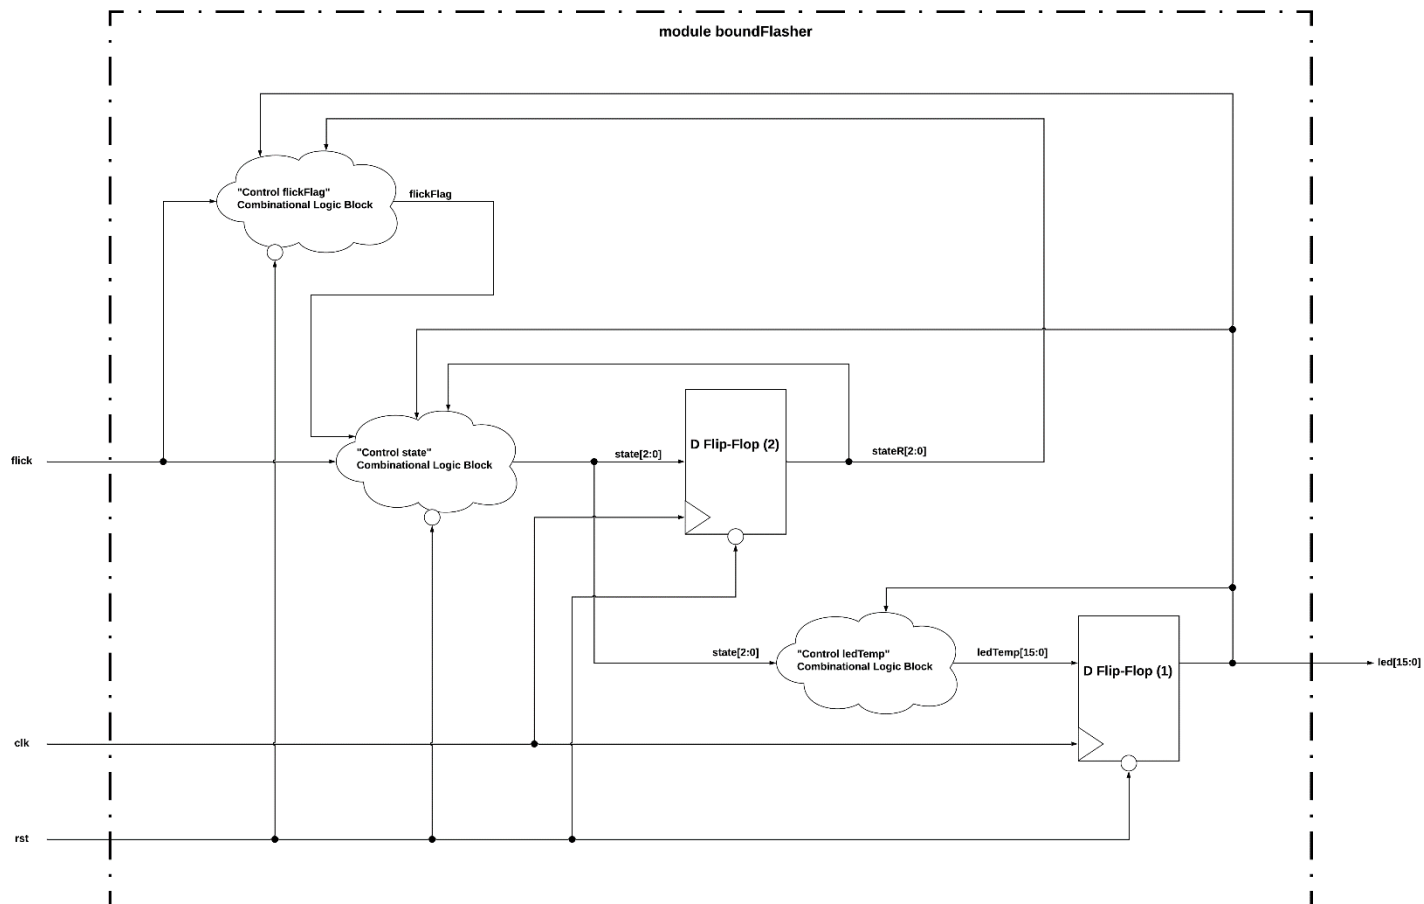 module boundFlasher
"Control flickFlag"
Combinational Logic Block
flickFlag
flick
"Control state"
Combinational Logic Block
state[2:0]
D Flip-Flop (2)
stateR[2:0]
state[2:0]
"Control ledTemp"
Combinational Logic Block
ledTemp[15:0]
D Flip-Flop (1)
led[15:0]
clk
rst